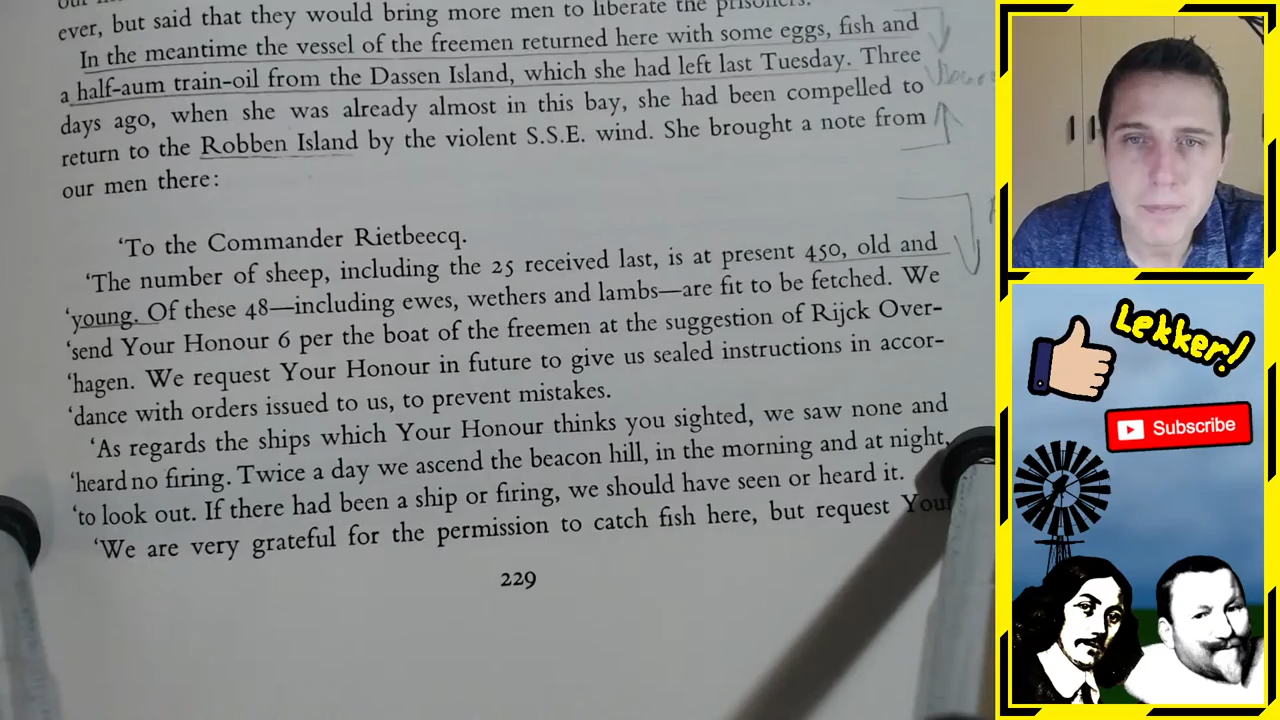 ever, but said that they would bring more men to liberate the prisoners.
In the meantime the vessel of the freemen returned here with some eggs, fish and
a half-aum train-oil from the Dassen Island, which she had left last Tuesday. Three
days ago, when she was already almost in this bay, she had been compelled to
return to the Robben Island by the violent S.S.E. wind. She brought a note from
our men there:
'To the Commander Rietbeecq.
'The number of sheep, including the 25 received last, is at present 450, old and
'young. Of these 48—including ewes, wethers and lambs—are fit to be fetched. We
'send Your Honour 6 per the boat of the freemen at the suggestion of Rijck Over-
'hagen. We request Your Honour in future to give us sealed instructions in accor-
'dance with orders issued to us, to prevent mistakes.
'As regards the ships which Your Honour thinks you sighted, we saw none and
'heard no firing. Twice a day we ascend the beacon hill, in the morning and at night,
'to look out. If there had been a ship or firing, we should have seen or heard it.
'We are very grateful for the permission to catch fish here, but request Your
229
Lekker!
Subscribe